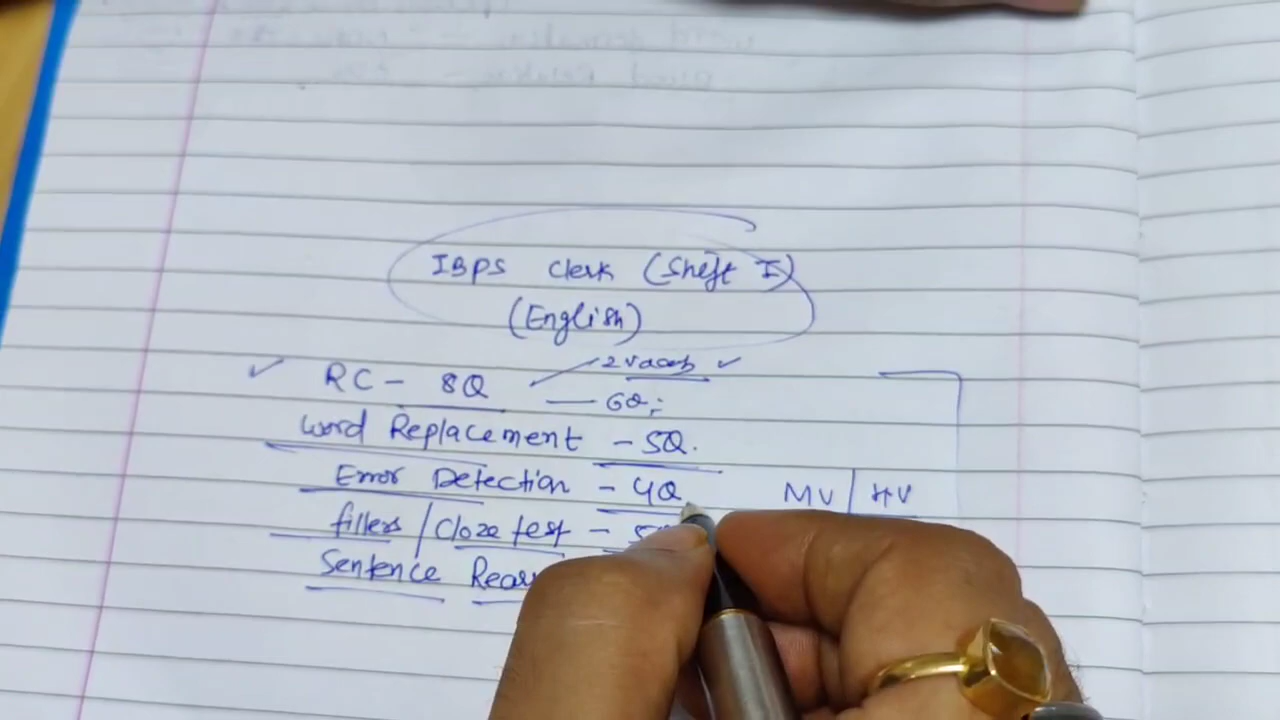 IBPS Clerk (Shift I)
(English)
RC - 8Q 2 Vocab
6Q;
Word Replacement - 5Q.
Error Detection - 4Q MV | HV
fillers / Cloze test -
Sentence